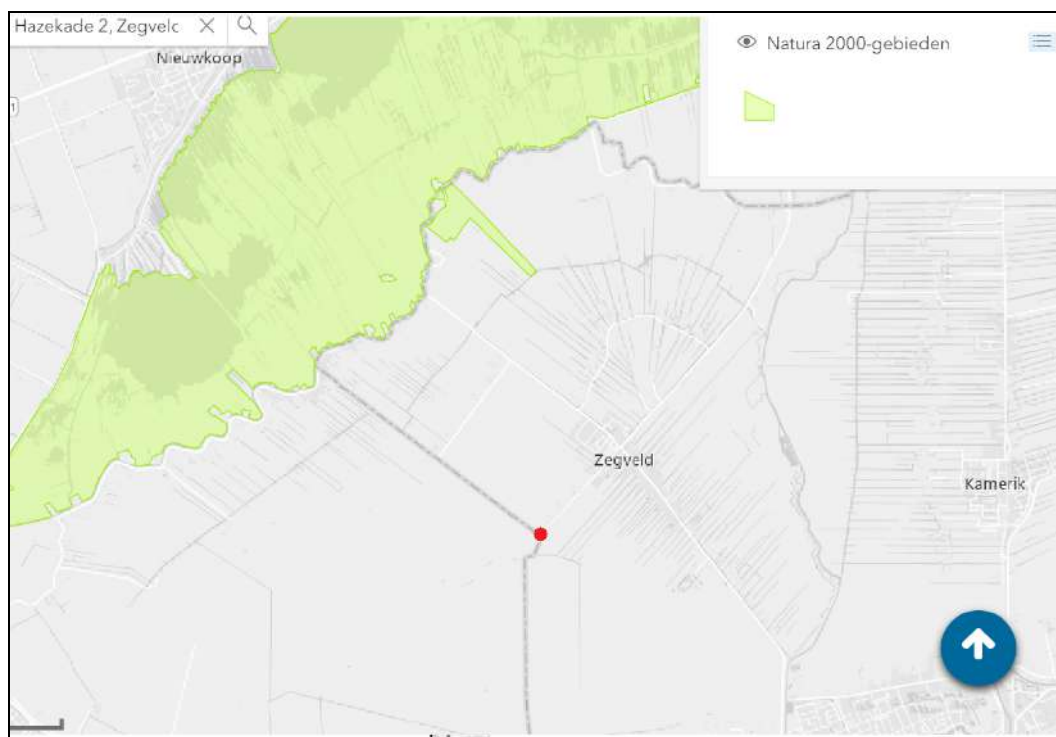 Hazekade 2, Zegveld
Natura 2000-gebieden
Nieuwkoop
Zegveld
Kamerik